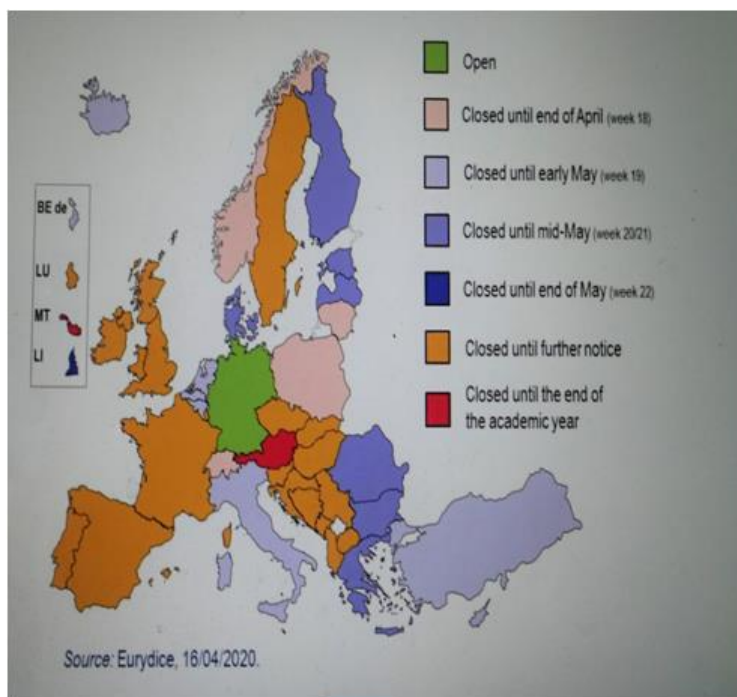 Open
Closed until end of April (week 18)
Closed until early May (week 19)
BE de
Closed until mid-May (week 20/21)
LU
Closed until end of May (week 22)
MT
LI
Closed until further notice
Closed until the end of
the academic year
Source: Eurydice, 16/04/2020.